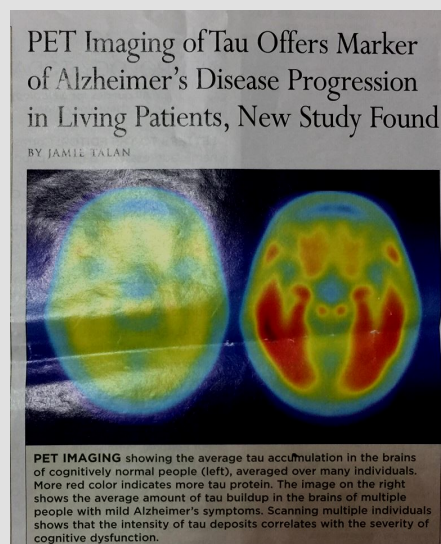 PET Imaging of Tau Offers Marker
of Alzheimer's Disease Progression
in Living Patients, New Study Found
BY JAMIE TALAN
PET IMAGING showing the average tau accumulation in the brains
of cognitively normal people (left), averaged over many individuals.
More red color indicates more tau protein. The image on the right
shows the average amount of tau buildup in the brains of multiple
people with mild Alzheimer's symptoms. Scanning multiple individuals
shows that the intensity of tau deposits correlates with the severity of
cognitive dysfunction.